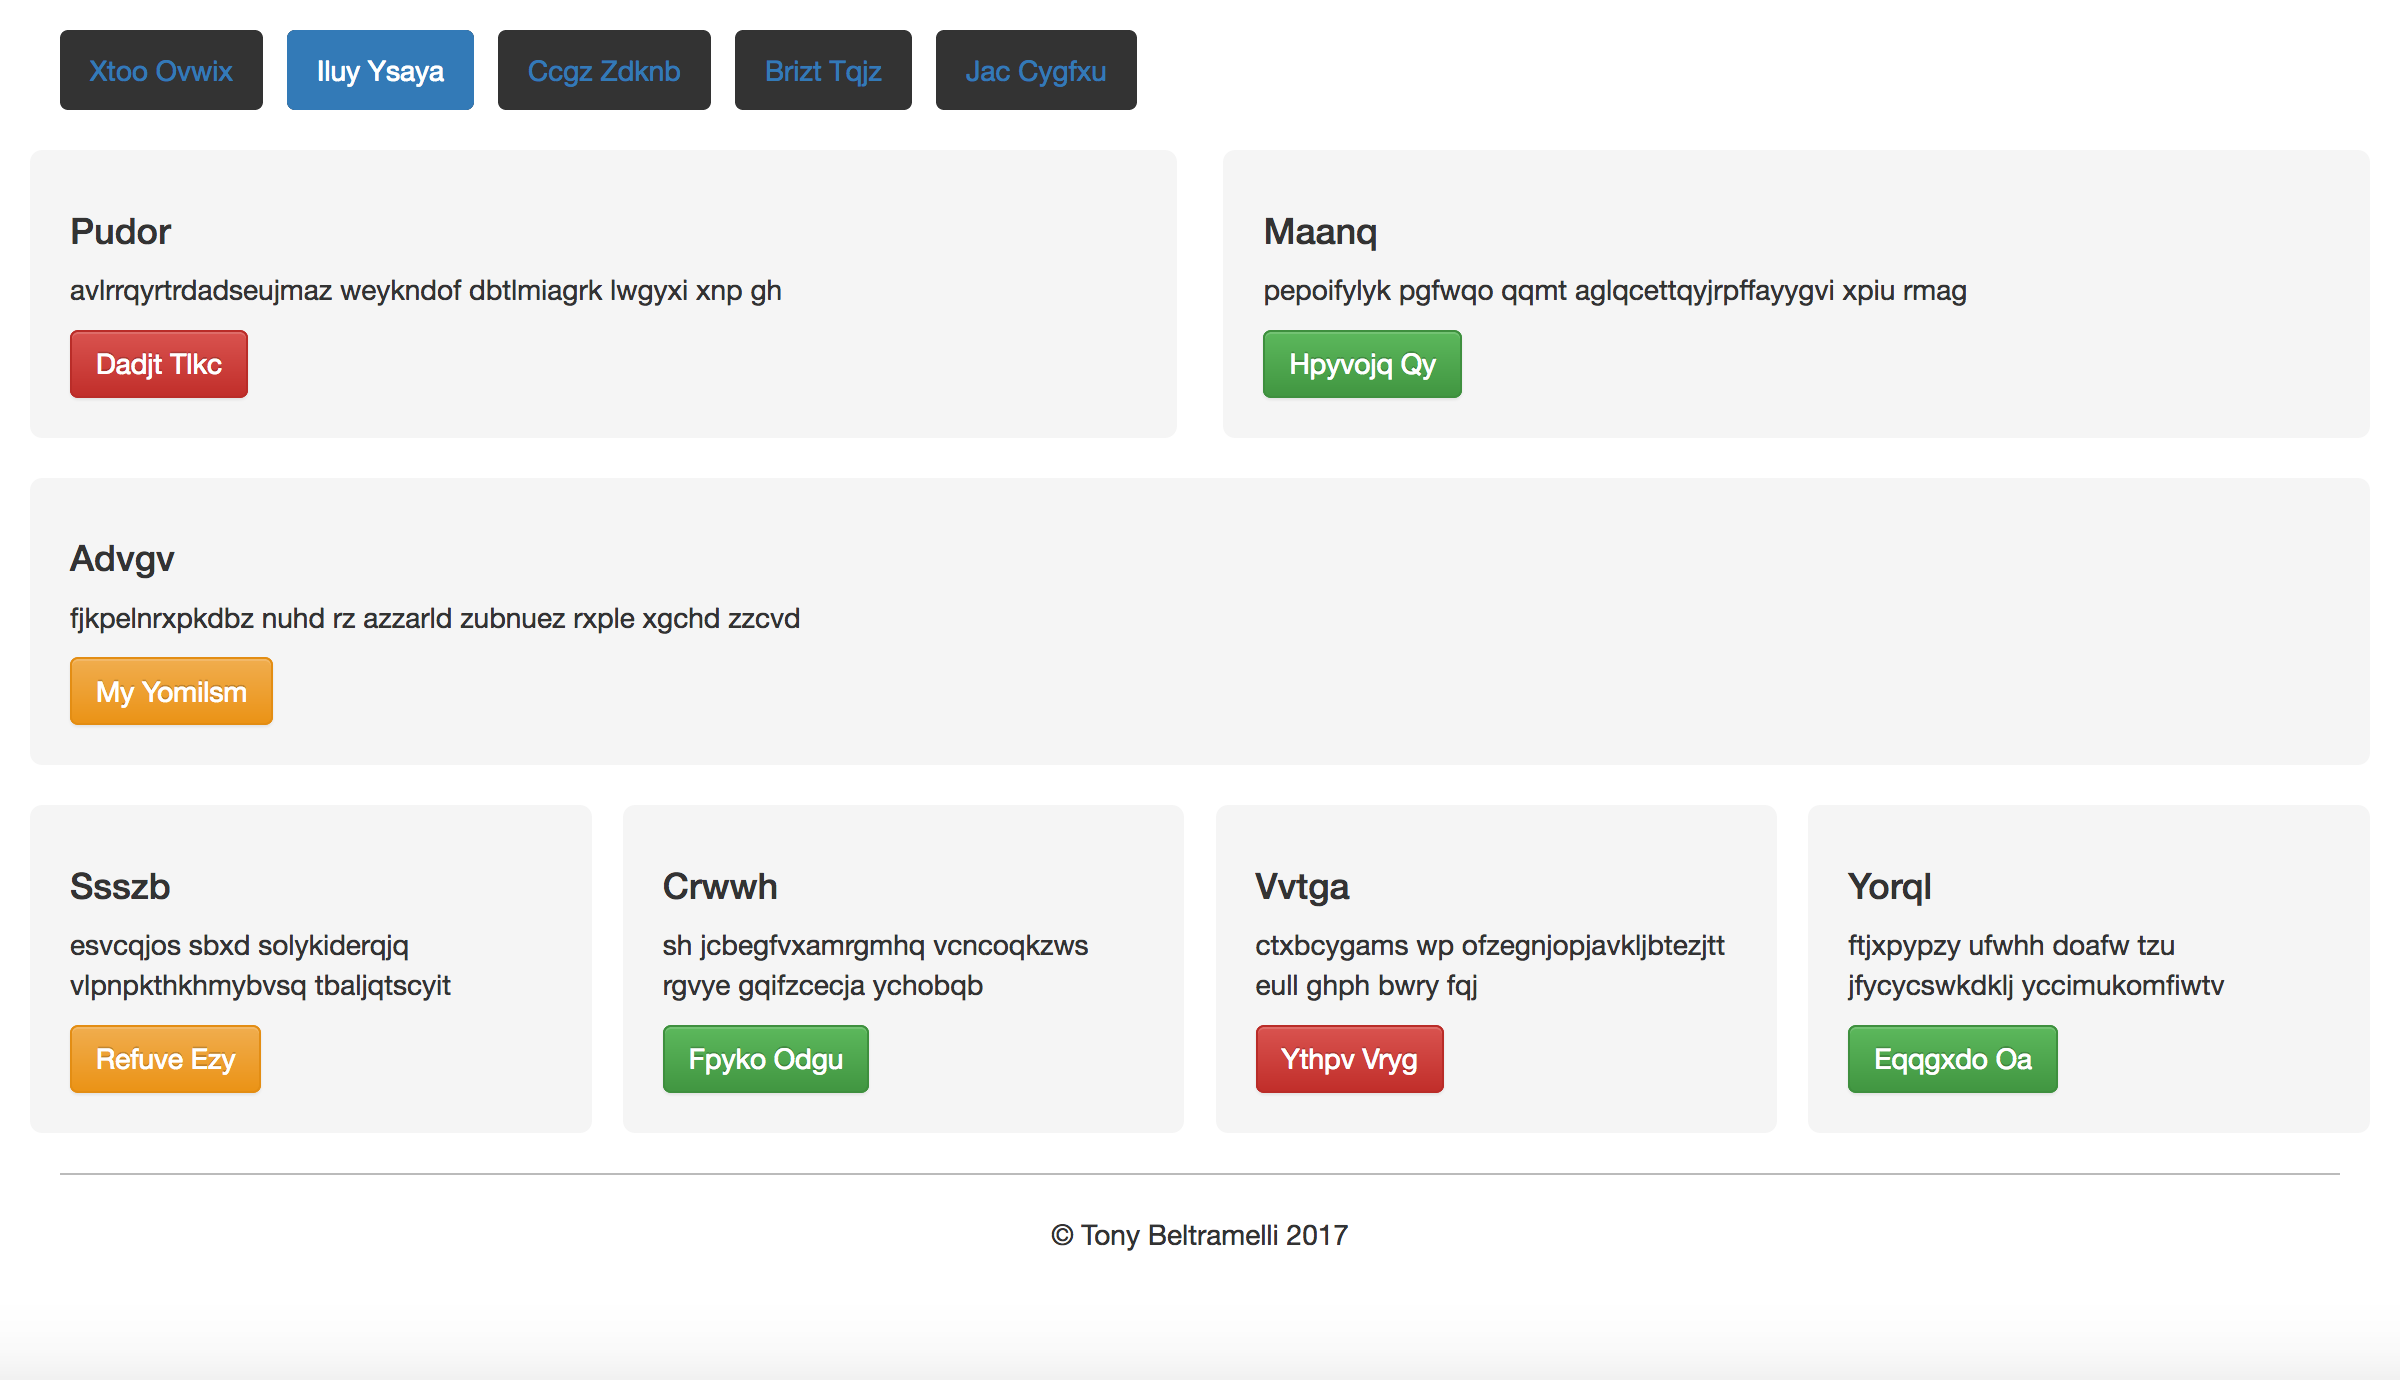 Xtoo Ovwix Iluy Ysaya Ccgz Zdknb Brizt Tqjz Jac Cygfxu
Pudor
avlrrqyrtrdadseujmaz weykndof dbtlmiagrk lwgyxi xnp gh
Dadjt Tlkc
Maanq
pepoifylyk pgfwqo qqmt aglqcettqyjrpffayygvi xpiu rmag
Hpyvojq Qy
Advgv
fjkpelnrxpkdbz nuhd rz azzarld zubnuez rxple xgchd zzcvd
My Yomilsm
Ssszb
esvcqjos sbxd solykiderqjq
vlpnpkthkhmybvsq tbaljqtscyit
Refuve Ezy
Crwwh
sh jcbegfvxamrgmhq vcncoqkzws
rgvye gqifzcecja ychobqb
Fpyko Odgu
Vvtga
ctxbcygams wp ofzegnjopjavkljbtezjtt
eull ghph bwry fqj
Ythpv Vryg
Yorql
ftjxpypzy ufwhh doafw tzu
jfycycswkdklj yccimukomfiwtv
Eqqgxdo Oa
© Tony Beltramelli 2017